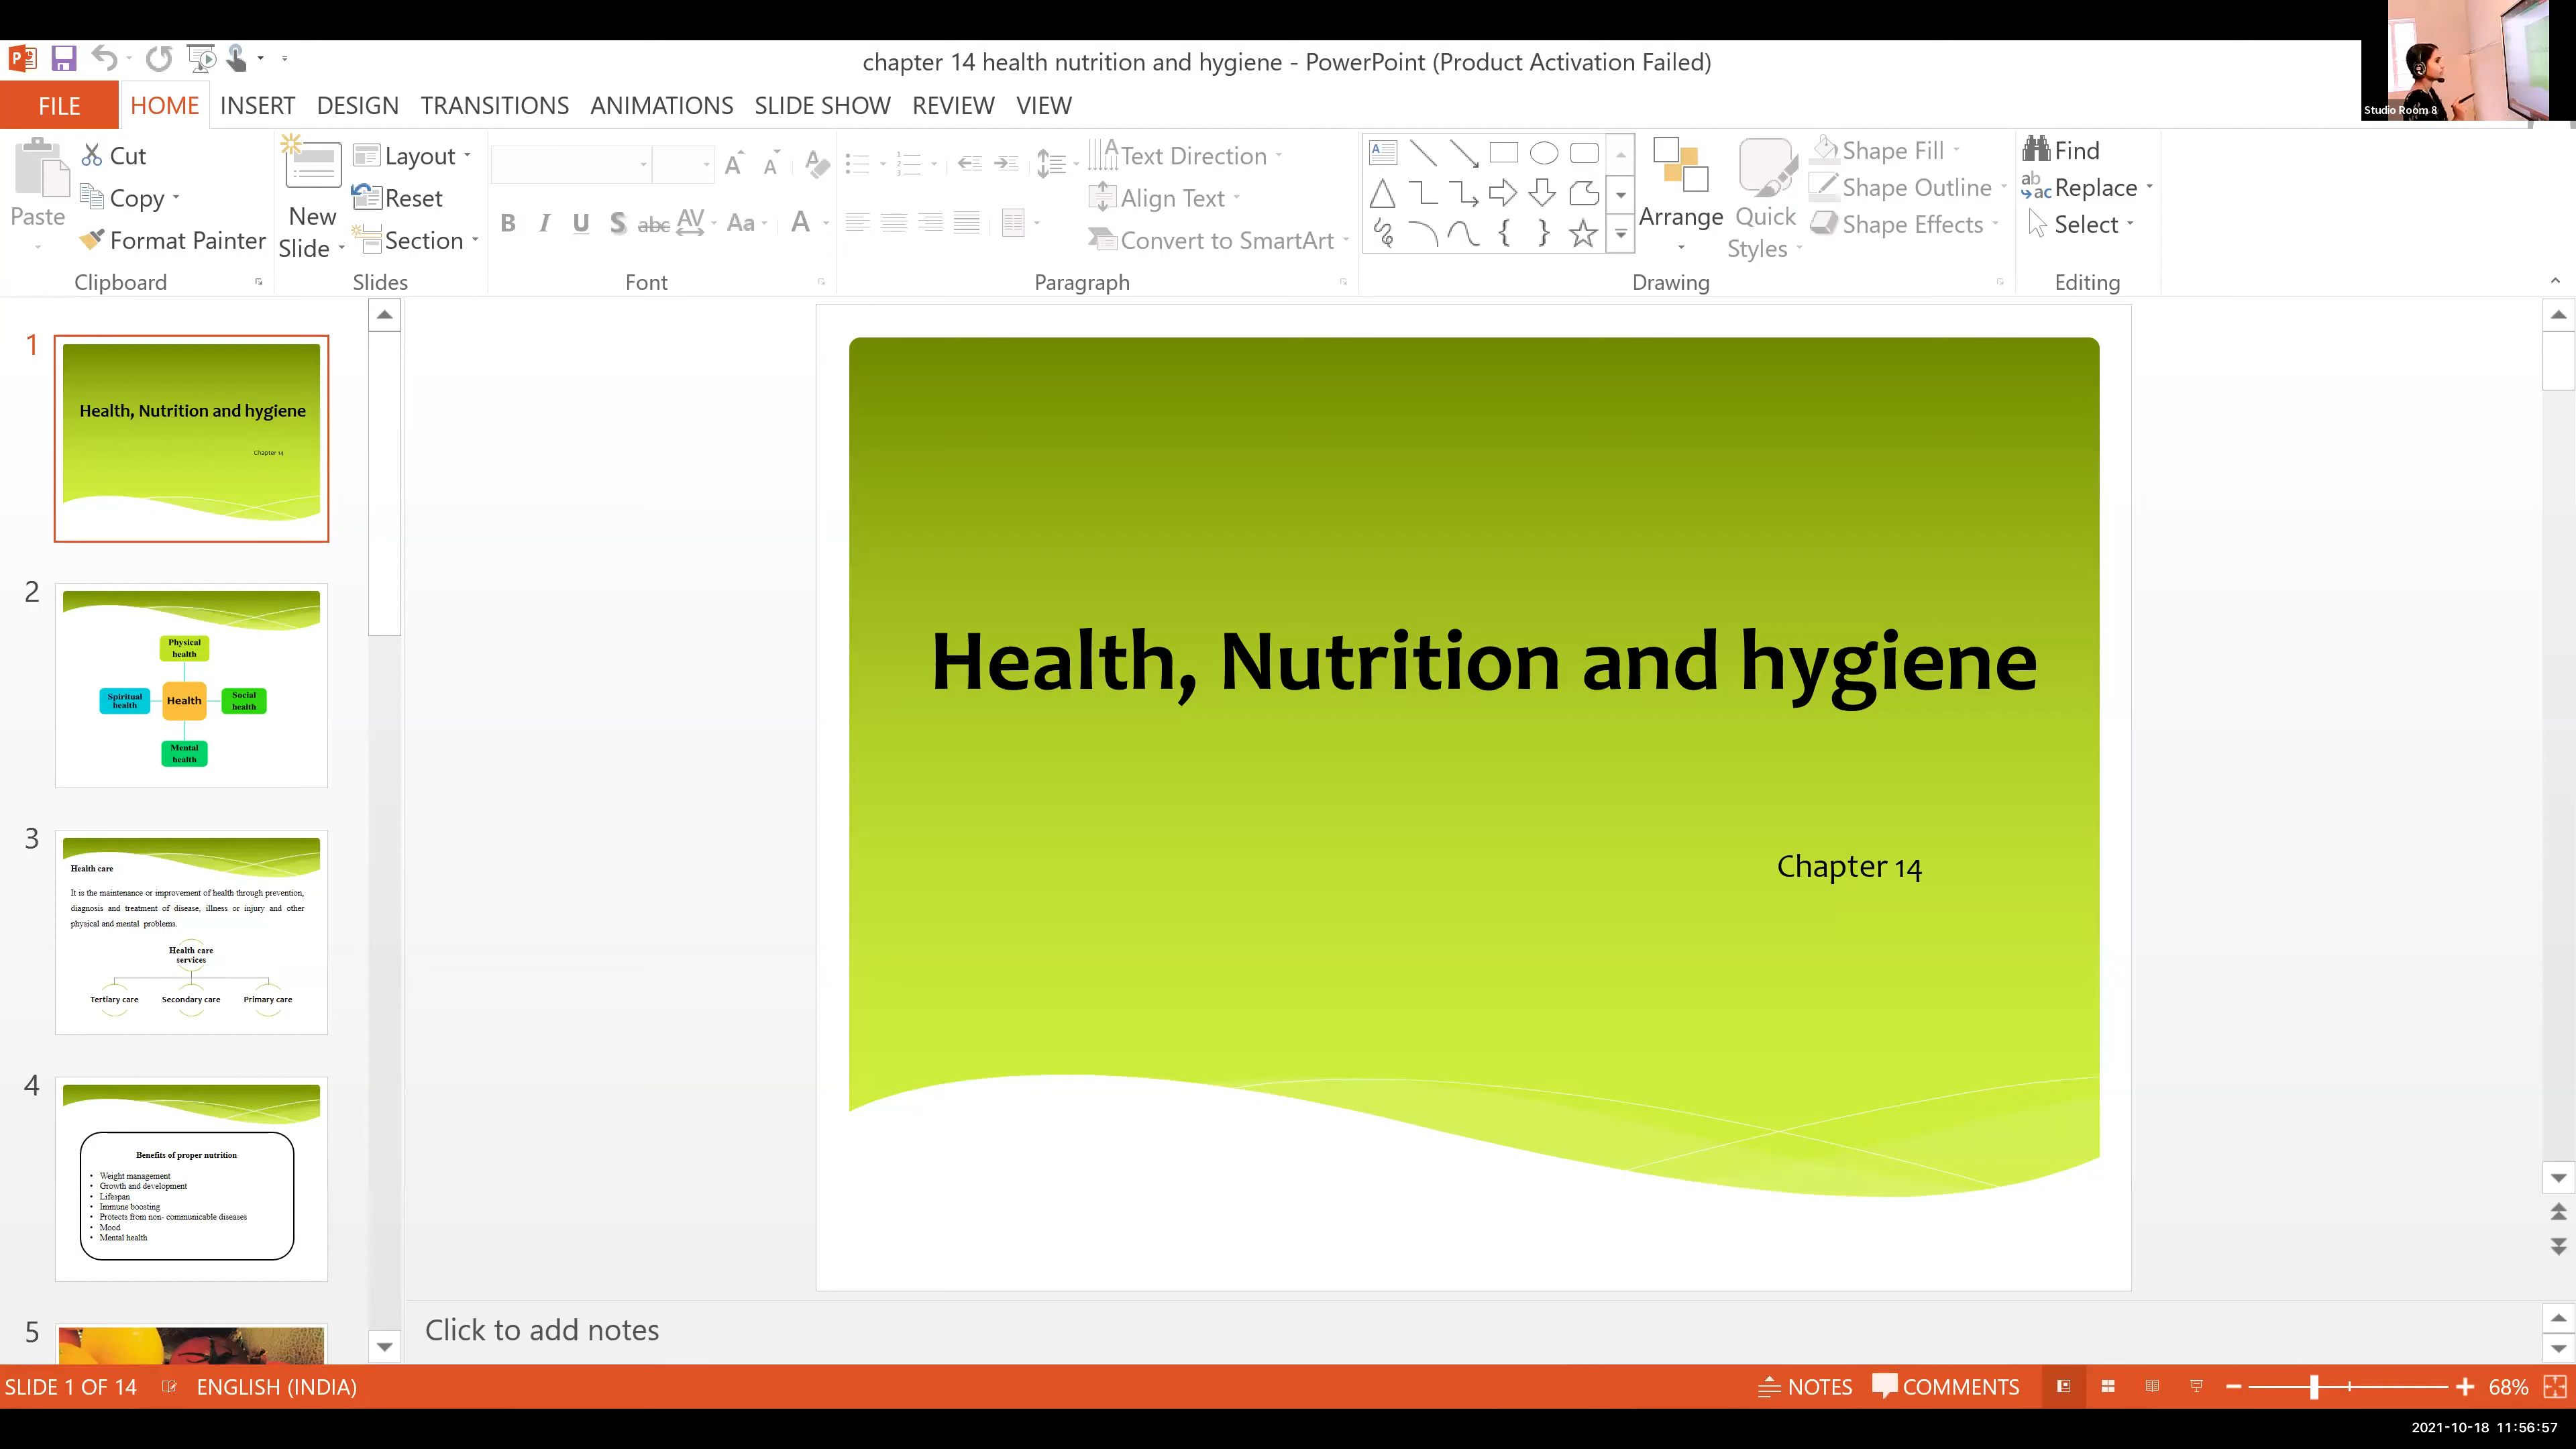 chapter 14 health nutrition and hygiene - PowerPoint (Product Activation Failed)
Studio Room 8
FILE HOME INSERT DESIGN TRANSITIONS ANIMATIONS SLIDE SHOW REVIEW VIEW
Paste
Cut
Copy
Format Painter
Clipboard
New
Slide
Layout
Reset
Section
Slides
B I U S abc AV Aa A
Font
Text Direction
Align Text
Convert to SmartArt
Paragraph
Arrange
Quick
Styles
Shape Fill
Shape Outline
Shape Effects
Drawing
Find
Replace
Select
Editing
1
Health, Nutrition and hygiene
Chapter 14
2
Physical
health
Spiritual
health
Health
Social
health
Mental
health
3
Health care
It is the maintenance or improvement of health through prevention,
diagnosis and treatment of disease, illness or injury and other
physical and mental problems.
Health care
services
Tertiary care Secondary care Primary care
4
Benefits of proper nutrition
• Weight management
• Growth and development
• Lifespan
• Immune boosting
• Protects from non- communicable diseases
• Mood
• Mental health
5
Health, Nutrition and hygiene
Chapter 14
Click to add notes
SLIDE 1 OF 14 ENGLISH (INDIA) NOTES COMMENTS 68%
2021-10-18 11:56:57